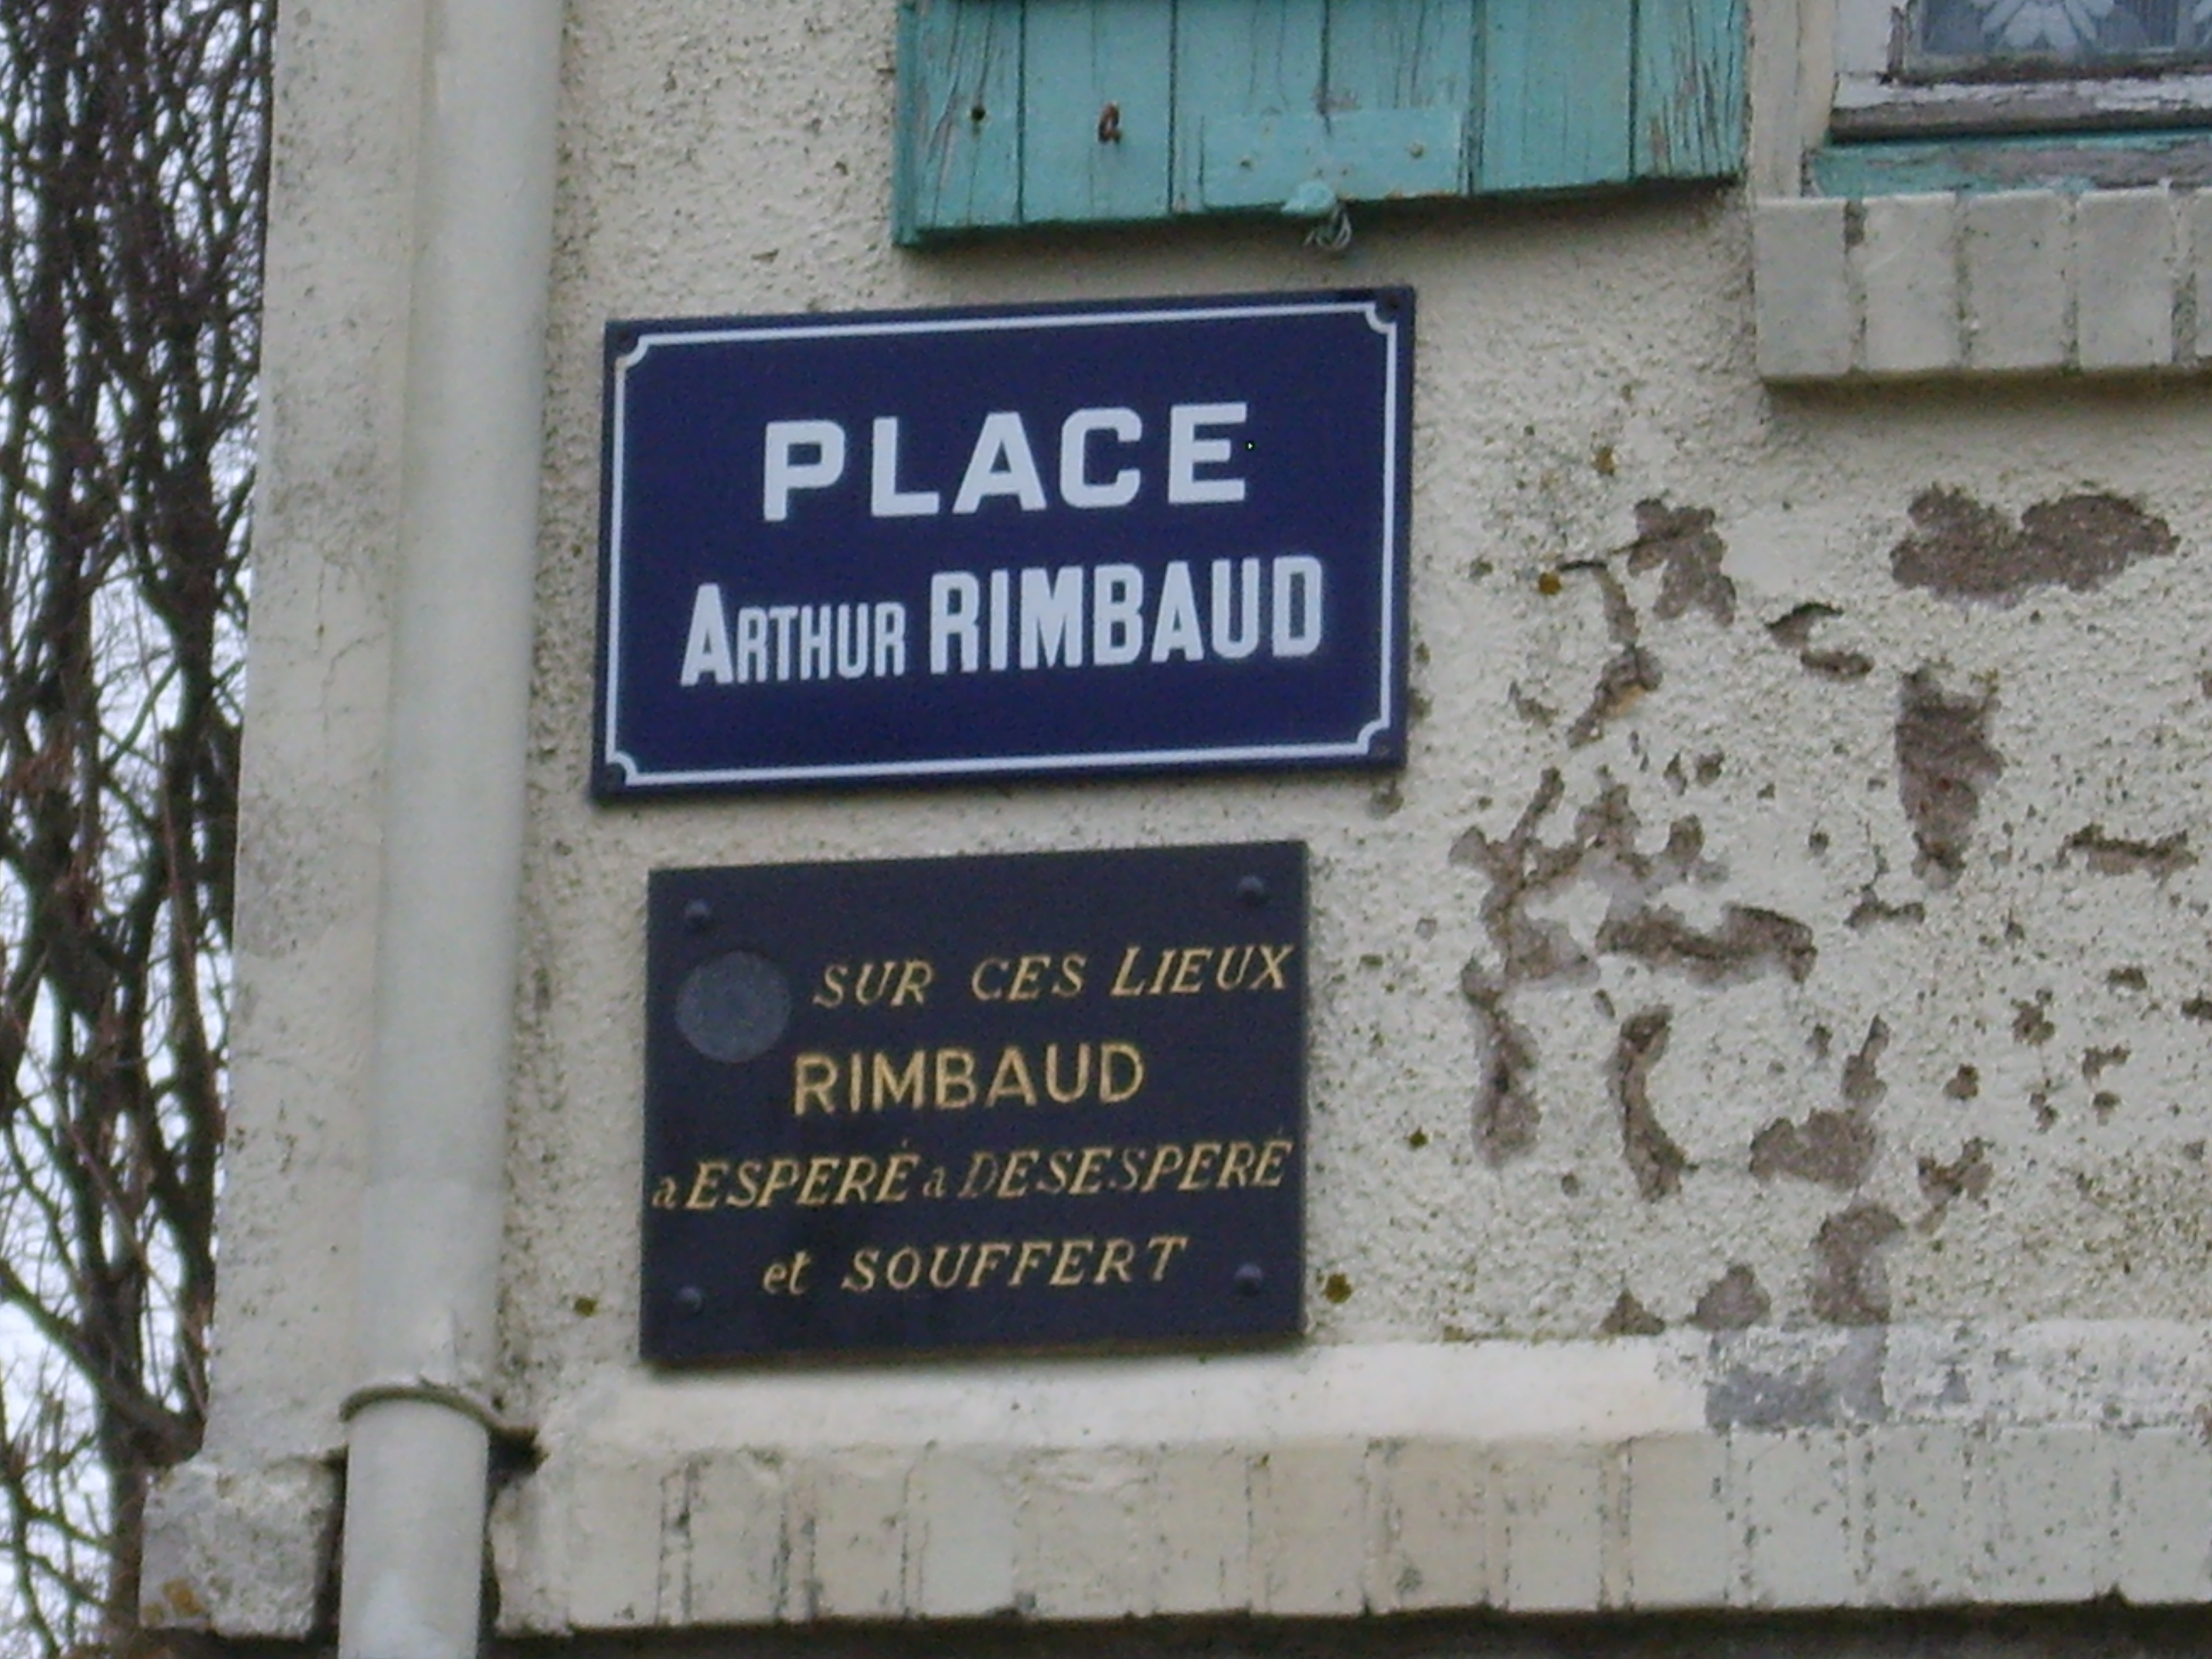 PLACE
ARTHUR RIMBAUD
SUR CES LIEUX
RIMBAUD
a ESPERÉ a DESESPERÉ
et SOUFFERT